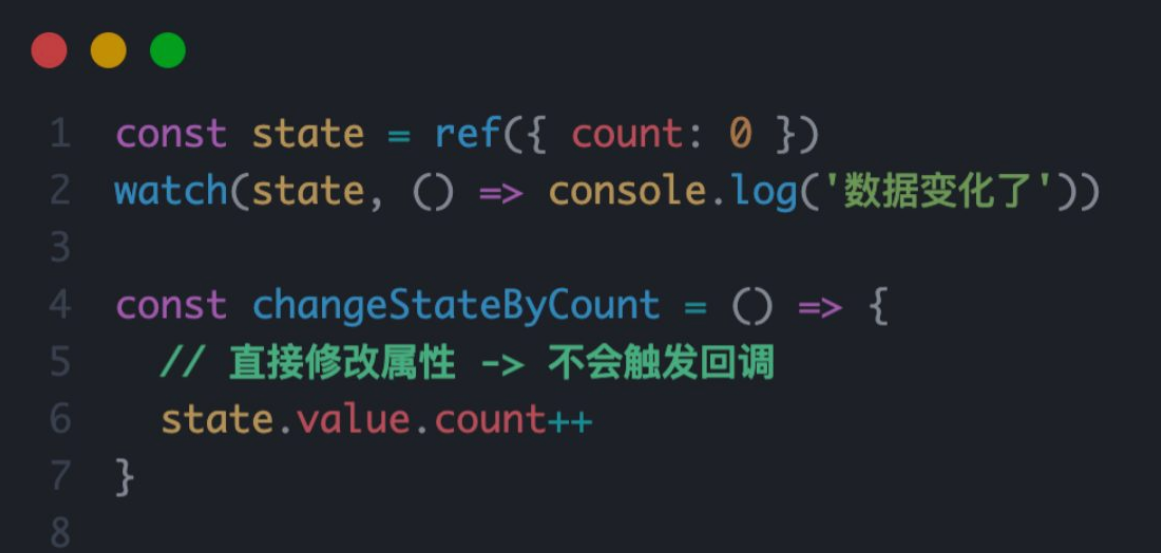 1 const state = ref({ count: 0 })
2 watch(state, () => console.log('数据变化了'))
3
4 const changeStateByCount = () => {
5   // 直接修改属性 -> 不会触发回调
6   state.value.count++
7 }
8